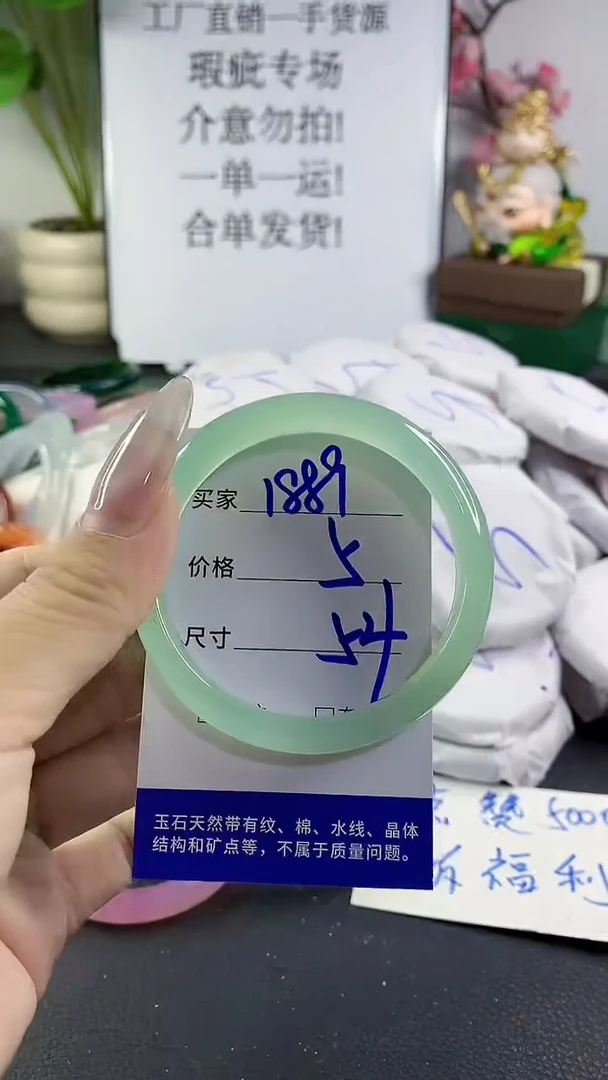 工厂直销一手货源
瑕疵专场
介意勿拍!
一单一运!
合单发货!
买家 1889
价格 5
尺寸 54
玉石天然带有纹、棉、水线、晶体
结构和矿点等，不属于质量问题。
赞 500
福利